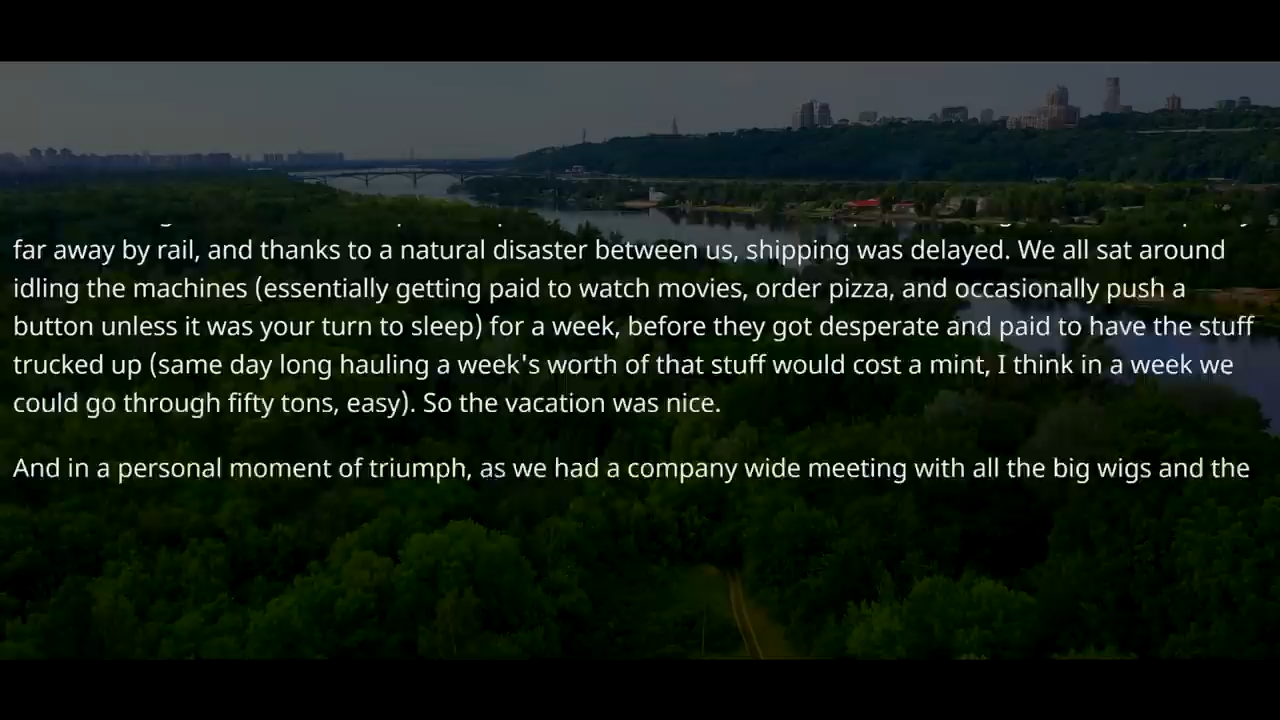 far away by rail, and thanks to a natural disaster between us, shipping was delayed. We all sat around
idling the machines (essentially getting paid to watch movies, order pizza, and occasionally push a
button unless it was your turn to sleep) for a week, before they got desperate and paid to have the stuff
trucked up (same day long hauling a week's worth of that stuff would cost a mint, I think in a week we
could go through fifty tons, easy). So the vacation was nice.
And in a personal moment of triumph, as we had a company wide meeting with all the big wigs and the